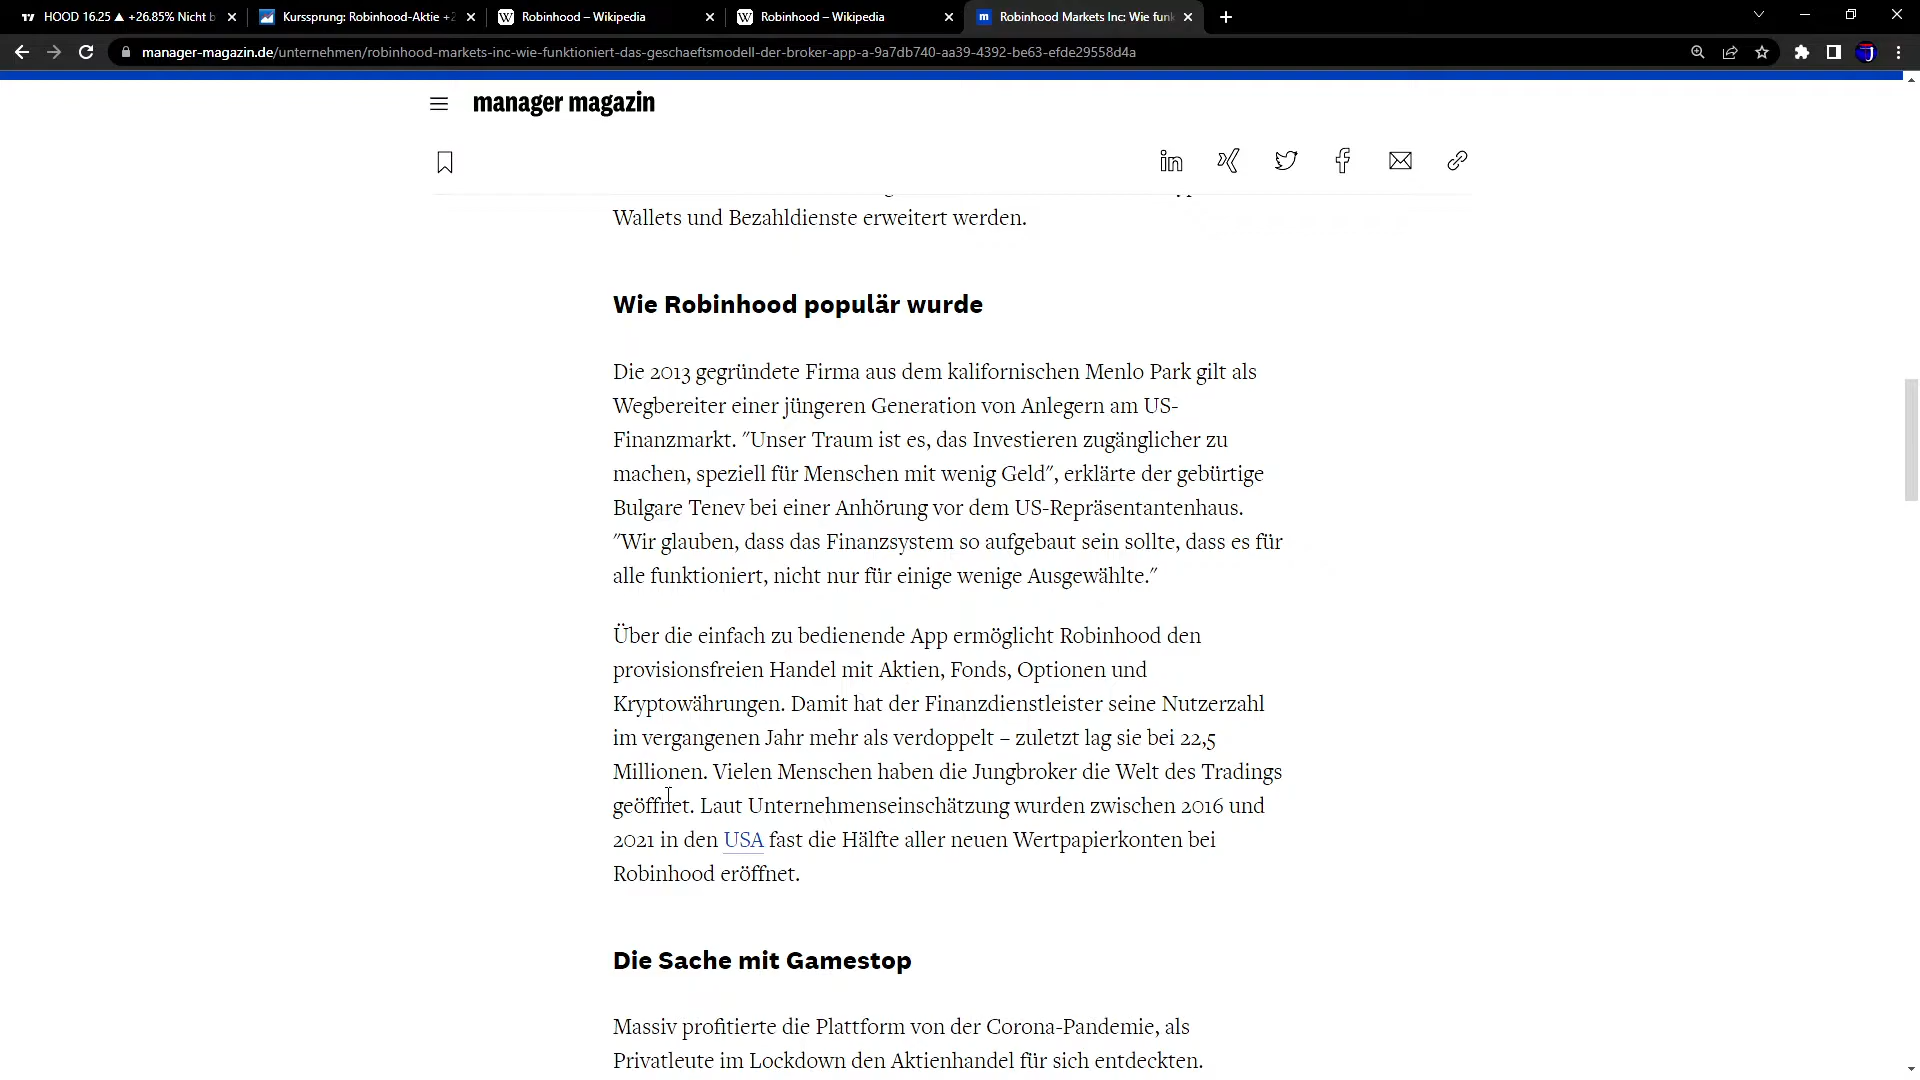 HOOD 16.25 ▲ +26.85% Nicht b
Kurssprung: Robinhood-Aktie +2
Robinhood – Wikipedia
Robinhood – Wikipedia
Robinhood Markets Inc: Wie funk
manager-magazin.de/unternehmen/robinhood-markets-inc-wie-funktioniert-das-geschaeftsmodell-der-broker-app-a-9a7db740-aa39-4392-be63-efde29558d4a
manager magazin
Wallets und Bezahldienste erweitert werden.
Wie Robinhood populär wurde
Die 2013 gegründete Firma aus dem kalifornischen Menlo Park gilt als
Wegbereiter einer jüngeren Generation von Anlegern am US-
Finanzmarkt. "Unser Traum ist es, das Investieren zugänglicher zu
machen, speziell für Menschen mit wenig Geld", erklärte der gebürtige
Bulgare Tenev bei einer Anhörung vor dem US-Repräsentantenhaus.
"Wir glauben, dass das Finanzsystem so aufgebaut sein sollte, dass es für
alle funktioniert, nicht nur für einige wenige Ausgewählte."
Über die einfach zu bedienende App ermöglicht Robinhood den
provisionsfreien Handel mit Aktien, Fonds, Optionen und
Kryptowährungen. Damit hat der Finanzdienstleister seine Nutzerzahl
im vergangenen Jahr mehr als verdoppelt – zuletzt lag sie bei 22,5
Millionen. Vielen Menschen haben die Jungbroker die Welt des Tradings
geöffnet. Laut Unternehmenseinschätzung wurden zwischen 2016 und
2021 in den USA fast die Hälfte aller neuen Wertpapierkonten bei
Robinhood eröffnet.
Die Sache mit Gamestop
Massiv profitierte die Plattform von der Corona-Pandemie, als
Privatleute im Lockdown den Aktienhandel für sich entdeckten.